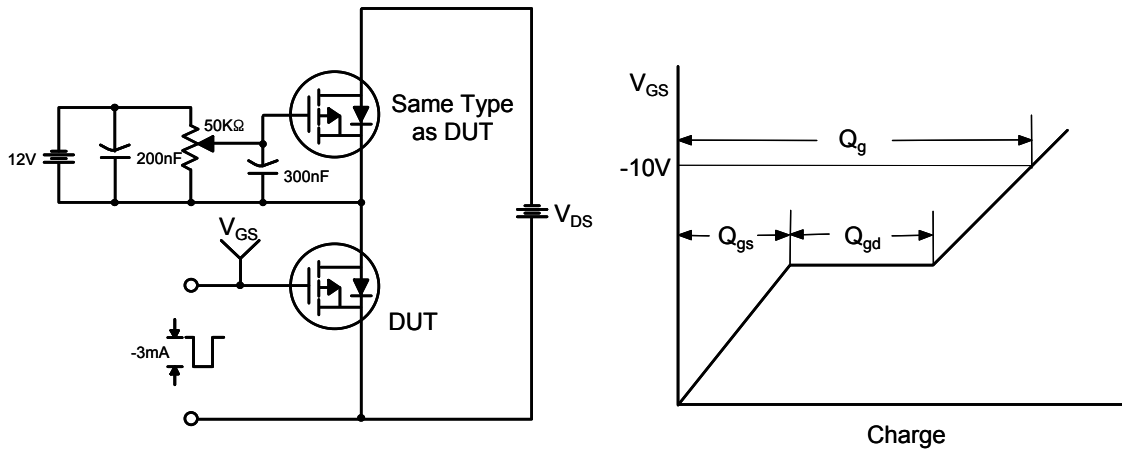 Same Type
as DUT
50KΩ
12V
200nF
300nF
V_GS
V_DS
DUT
-3mA
V_GS
Q_g
-10V
Q_gs
Q_gd
Charge